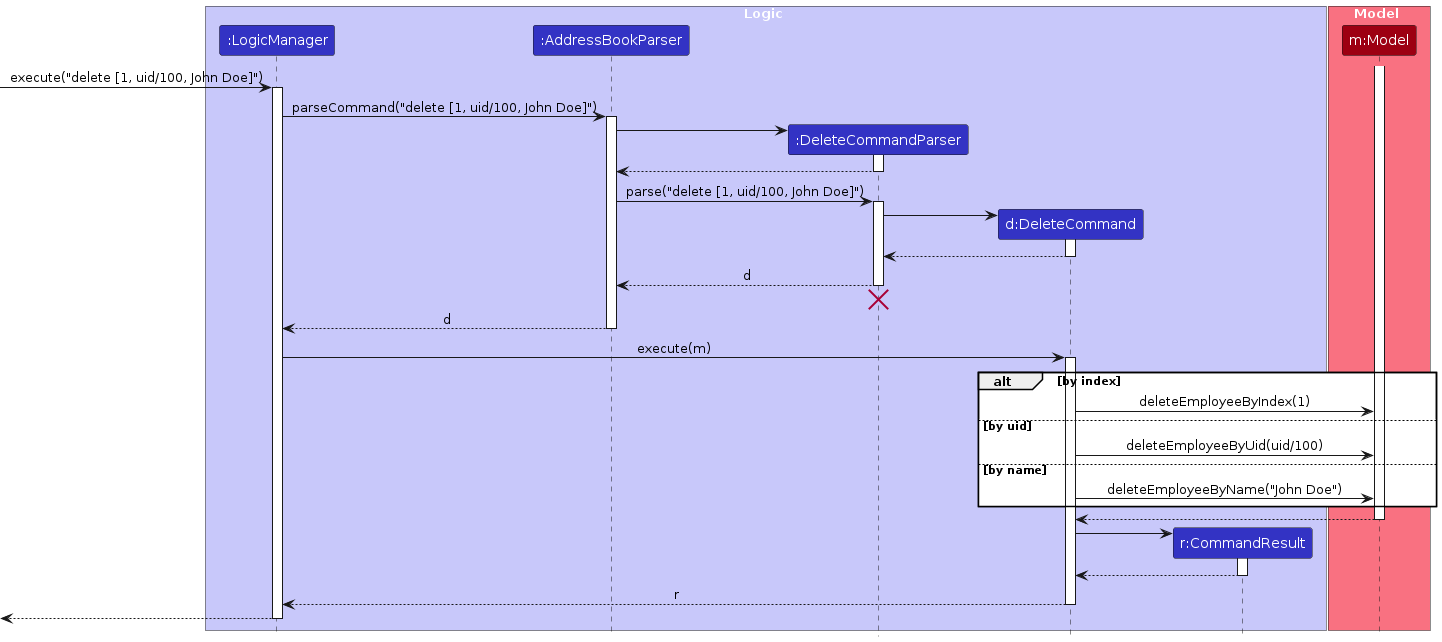 Logic
Model
:LogicManager
:AddressBookParser
m:Model
execute("delete [1, uid/100, John Doe]")
parseCommand("delete [1, uid/100, John Doe]")
:DeleteCommandParser
parse("delete [1, uid/100, John Doe]")
d:DeleteCommand
d
d
execute(m)
alt
[by index]
deleteEmployeeByIndex(1)
[by uid]
deleteEmployeeByUid(uid/100)
[by name]
deleteEmployeeByName("John Doe")
r:CommandResult
r